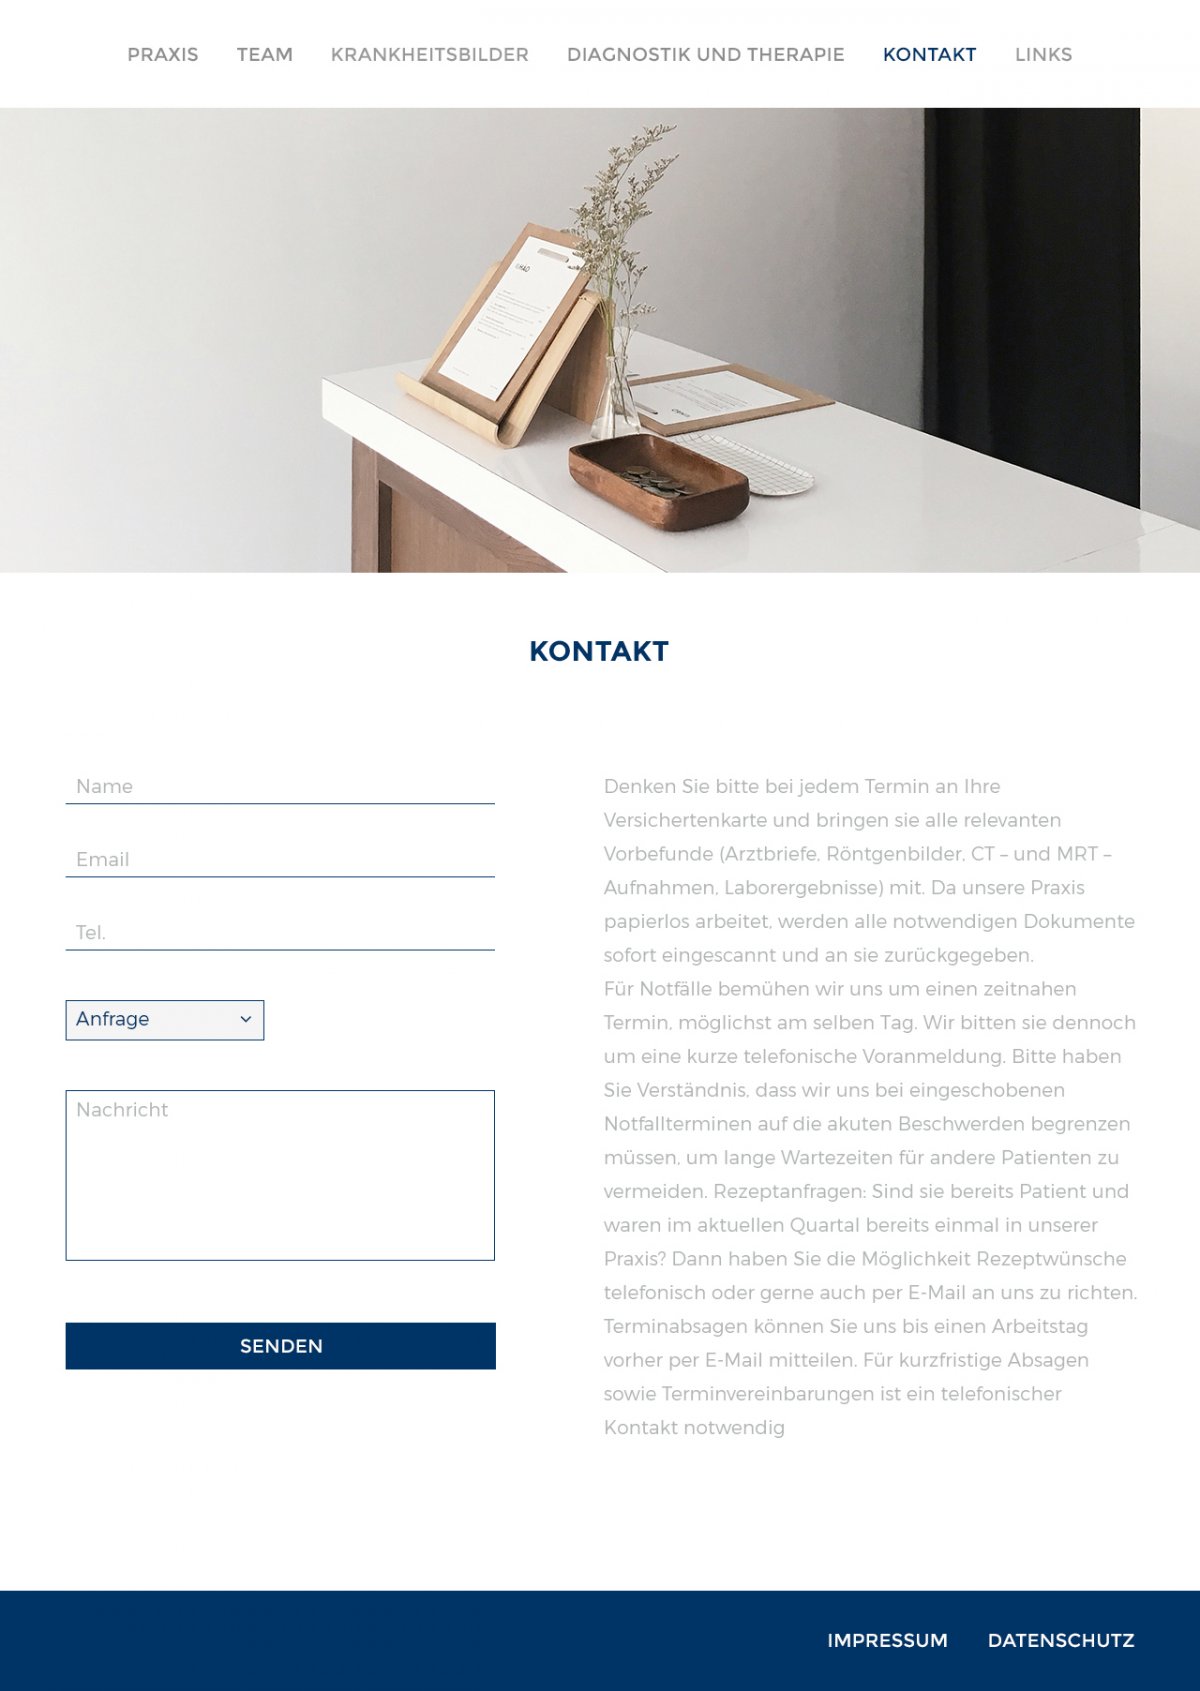 PRAXIS TEAM KRANKHEITSBILDER DIAGNOSTIK UND THERAPIE KONTAKT LINKS
KONTAKT
Name
Email
Tel.
Anfrage
Nachricht
SENDEN
Denken Sie bitte bei jedem Termin an Ihre
Versichertenkarte und bringen sie alle relevanten
Vorbefunde (Arztbriefe, Röntgenbilder, CT – und MRT –
Aufnahmen, Laborergebnisse) mit. Da unsere Praxis
papierlos arbeitet, werden alle notwendigen Dokumente
sofort eingescannt und an sie zurückgegeben.
Für Notfälle bemühen wir uns um einen zeitnahen
Termin, möglichst am selben Tag. Wir bitten sie dennoch
um eine kurze telefonische Voranmeldung. Bitte haben
Sie Verständnis, dass wir uns bei eingeschobenen
Notfallterminen auf die akuten Beschwerden begrenzen
müssen, um lange Wartezeiten für andere Patienten zu
vermeiden. Rezeptanfragen: Sind sie bereits Patient und
waren im aktuellen Quartal bereits einmal in unserer
Praxis? Dann haben Sie die Möglichkeit Rezeptwünsche
telefonisch oder gerne auch per E-Mail an uns zu richten.
Terminabsagen können Sie uns bis einen Arbeitstag
vorher per E-Mail mitteilen. Für kurzfristige Absagen
sowie Terminvereinbarungen ist ein telefonischer
Kontakt notwendig
IMPRESSUM DATENSCHUTZ